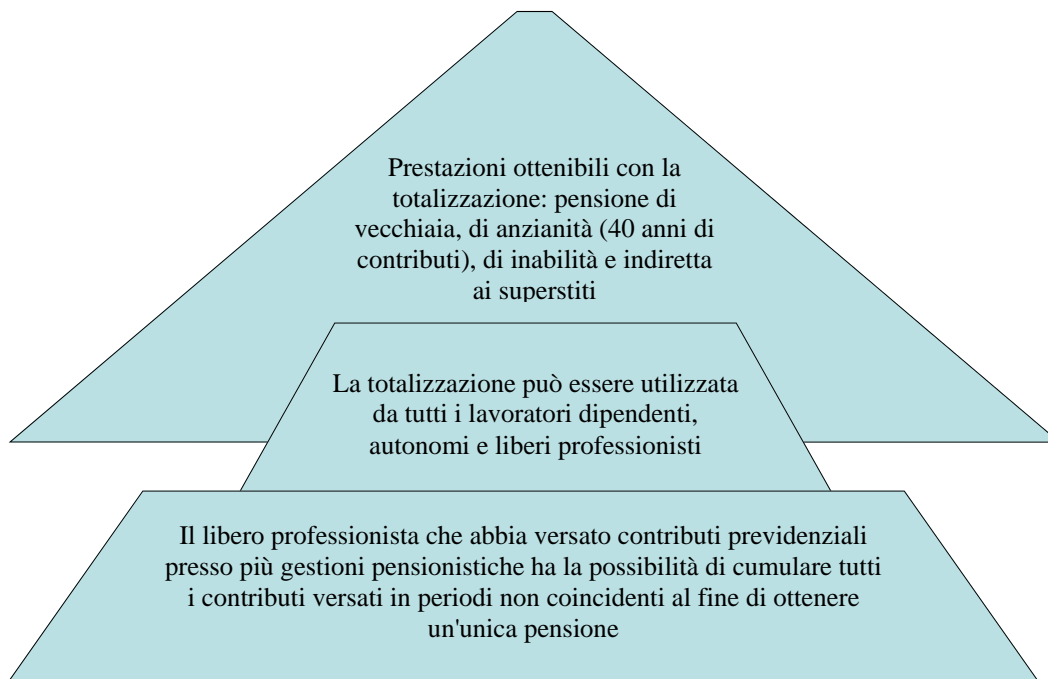 Prestazioni ottenibili con la
totalizzazione: pensione di
vecchiaia, di anzianità (40 anni di
contributi), di inabilità e indiretta
ai superstiti
La totalizzazione può essere utilizzata
da tutti i lavoratori dipendenti,
autonomi e liberi professionisti
Il libero professionista che abbia versato contributi previdenziali
presso più gestioni pensionistiche ha la possibilità di cumulare tutti
i contributi versati in periodi non coincidenti al fine di ottenere
un'unica pensione